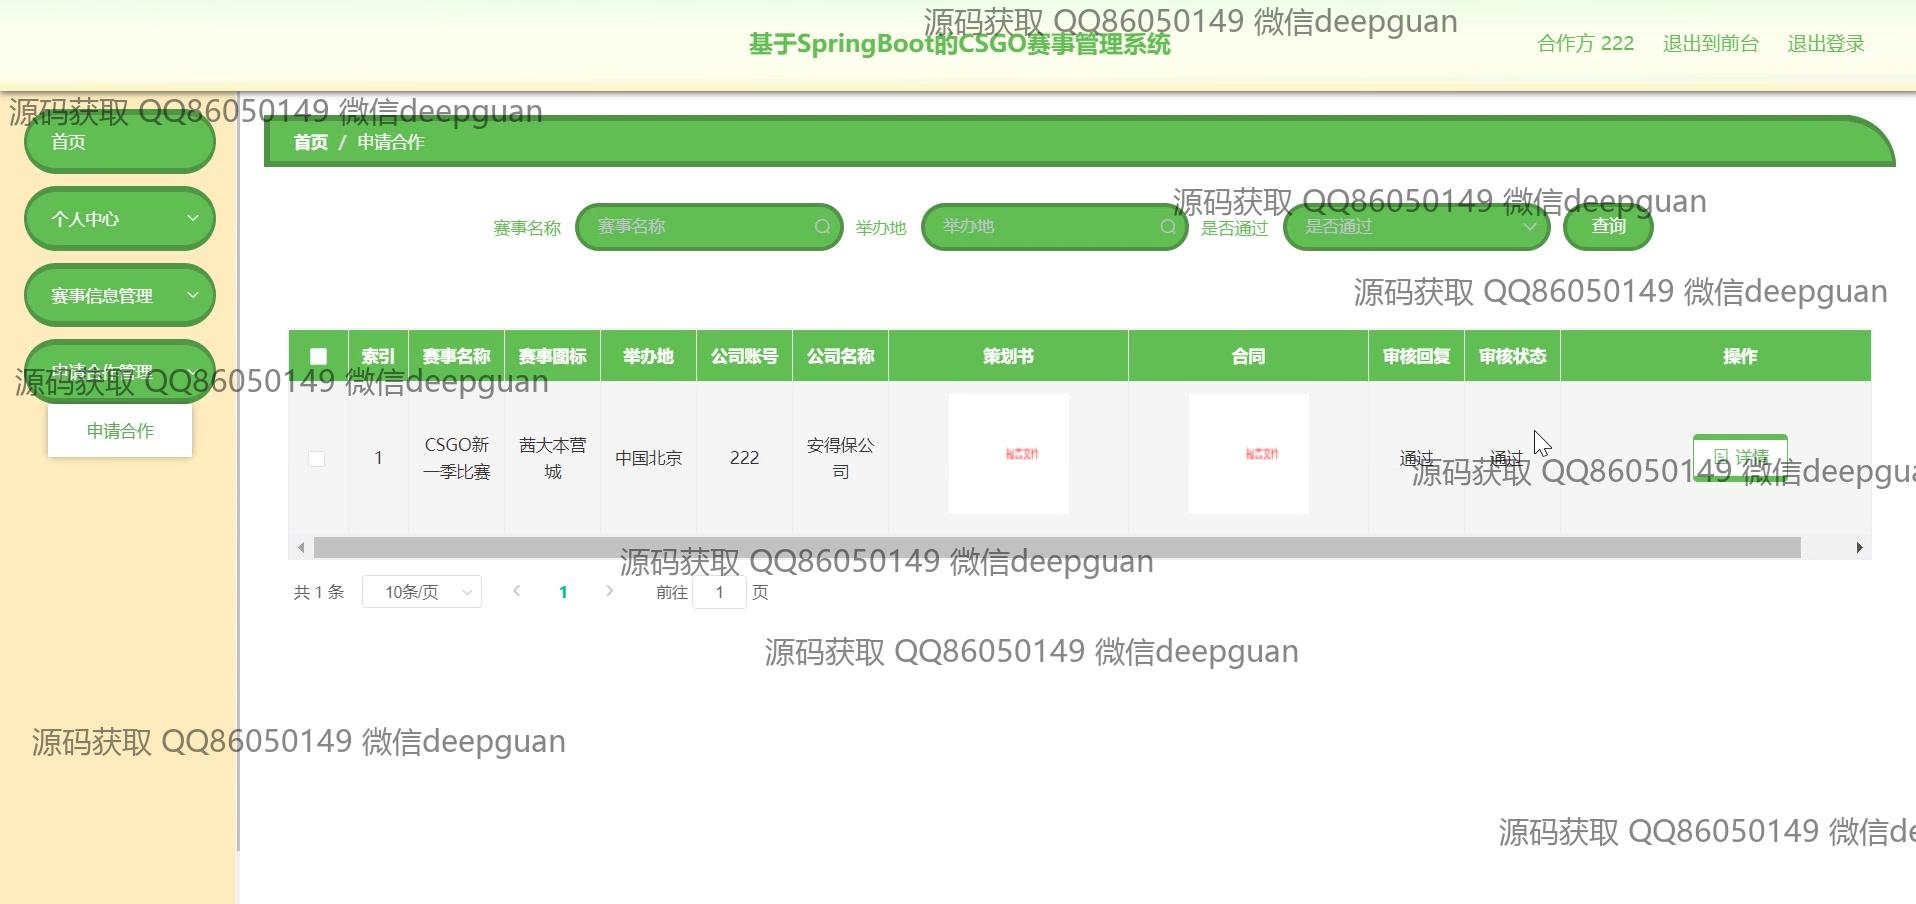 源码获取 QQ86050149 微信deepguan
基于SpringBoot的CSGO赛事管理系统
合作方 222 退出到前台 退出登录
源码获取 QQ86050149 微信deepguan
首页
首页 / 申请合作
源码获取 QQ86050149 微信deepguan
个人中心
赛事名称 赛事名称 举办地 举办地 是否通过 是否通过 查询
赛事信息管理
源码获取 QQ86050149 微信deepguan
申请合作管理
索引 赛事名称 赛事图标 举办地 公司账号 公司名称 策划书 合同 审核回复 审核状态 操作
源码获取 QQ86050149 微信deepguan
申请合作
1 CSGO新一季比赛 茜大本营城 中国北京 222 安得保公司 报告文件 报告文件 通过 通过 详情
源码获取 QQ86050149 微信deepgua
源码获取 QQ86050149 微信deepguan
共 1 条 10条/页 1 前往 1 页
源码获取 QQ86050149 微信deepguan
源码获取 QQ86050149 微信deepguan
源码获取 QQ86050149 微信de